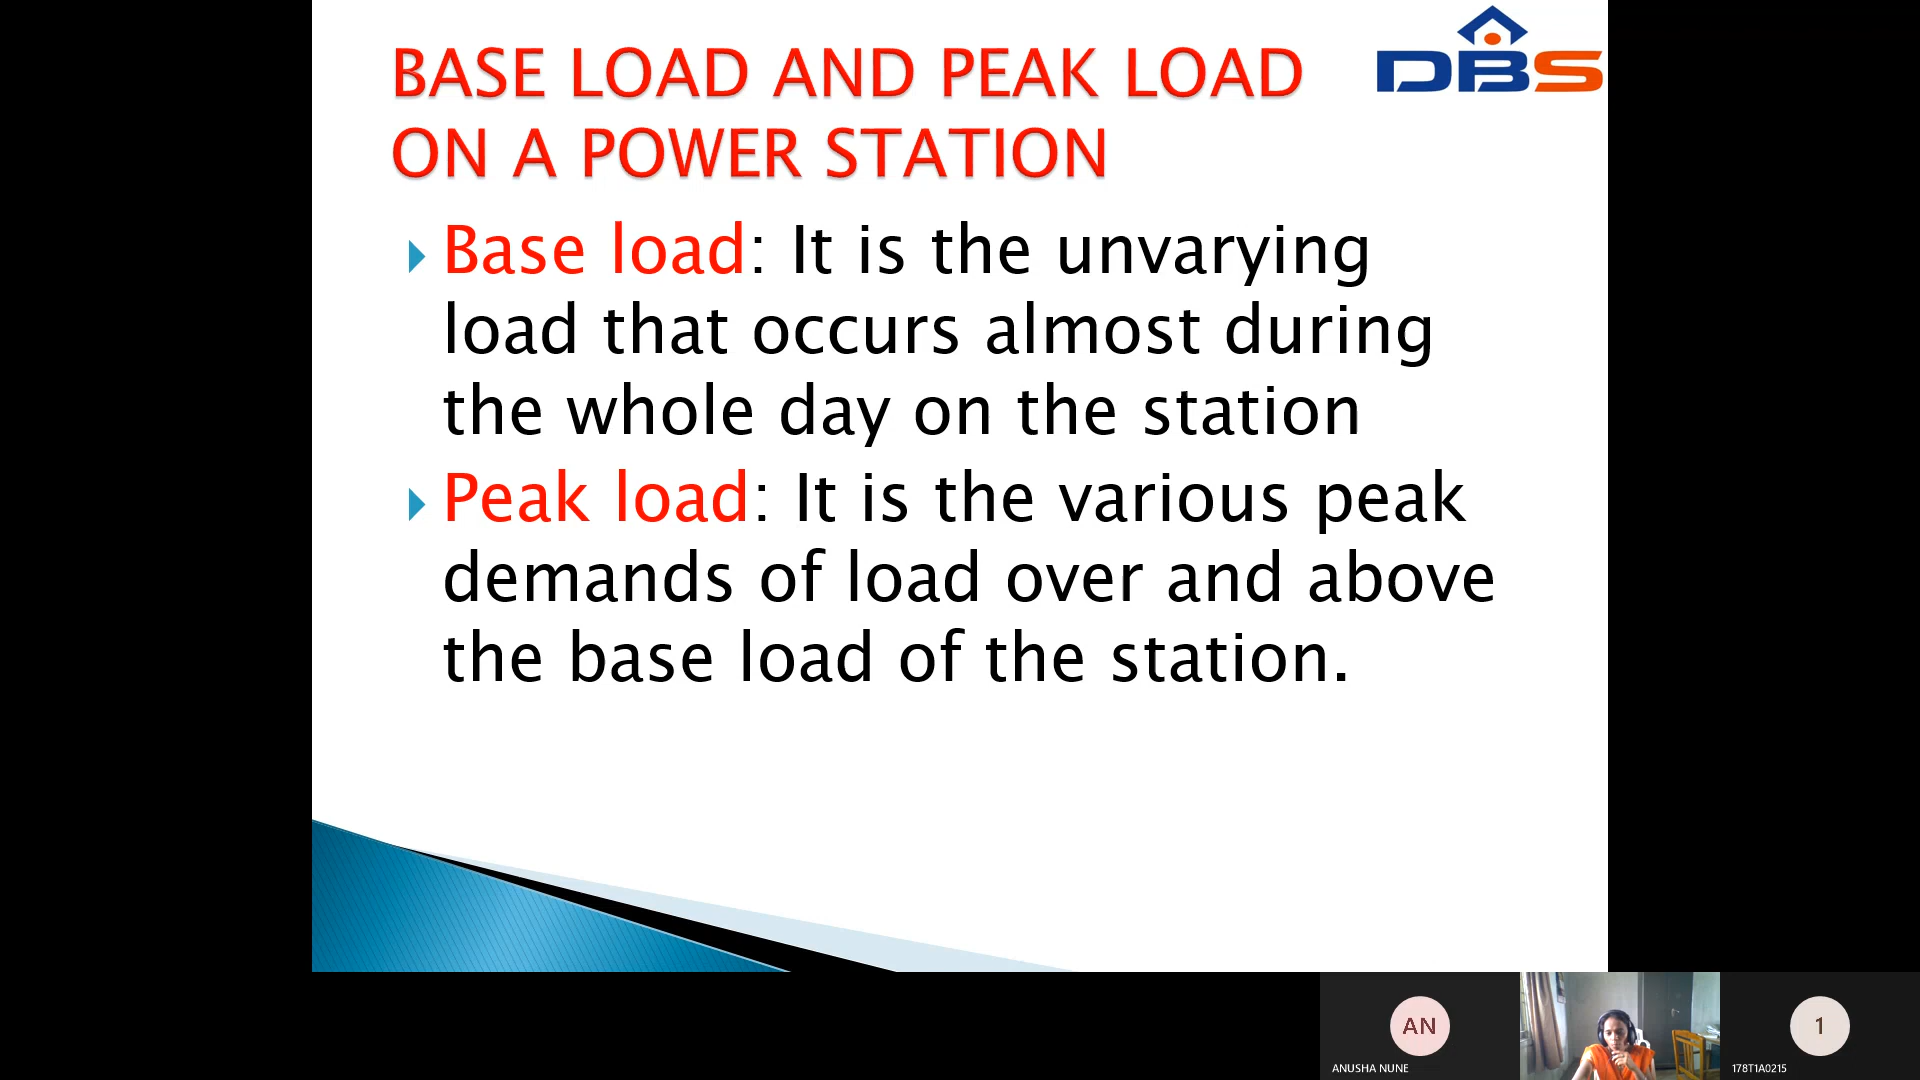 BASE LOAD AND PEAK LOAD
ON A POWER STATION
DBS
Base load: It is the unvarying
load that occurs almost during
the whole day on the station
Peak load: It is the various peak
demands of load over and above
the base load of the station.
AN
ANUSHA NUNE
1
178T1A0215